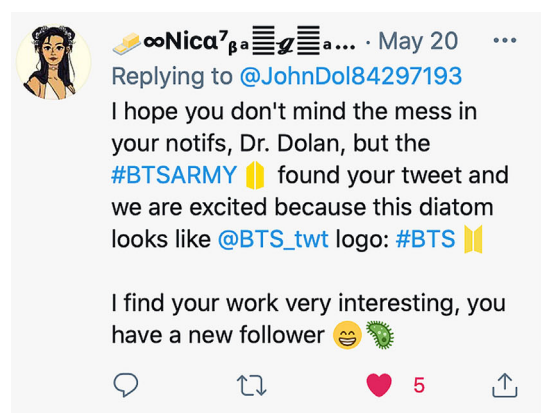 🧈∞Nicα⁷ᵦₐ𝄚ℊ𝄚ₐ... · May 20
Replying to @JohnDol84297193
I hope you don't mind the mess in
your notifs, Dr. Dolan, but the
#BTSARMY found your tweet and
we are excited because this diatom
looks like @BTS_twt logo: #BTS
I find your work very interesting, you
have a new follower 😁🦠
5